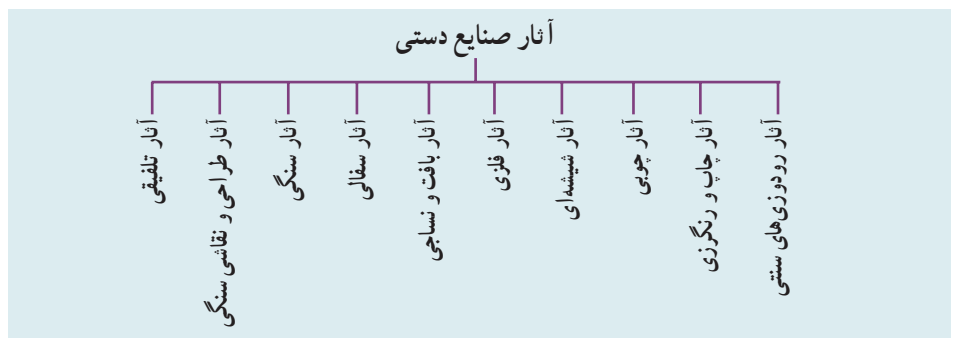 آثار صنایع دستی
آثار رودوزی‌های سنتی
آثار چاپ و رنگرزی
آثار چوبی
آثار شیشه‌ای
آثار فلزی
آثار بافت و نساجی
آثار سفالی
آثار سنگی
آثار طراحی و نقاشی سنگی
آثار تلفیقی